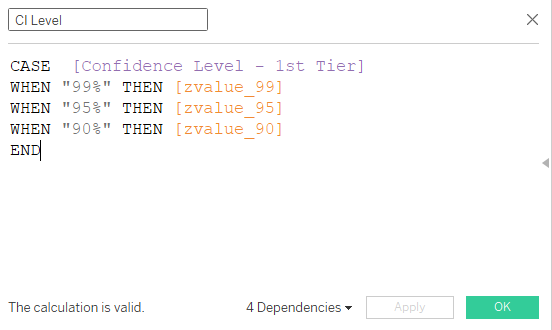 CI Level
CASE  [Confidence Level - 1st Tier]
WHEN "99%" THEN [zvalue_99]
WHEN "95%" THEN [zvalue_95]
WHEN "90%" THEN [zvalue_90]
END
The calculation is valid. 4 Dependencies Apply OK